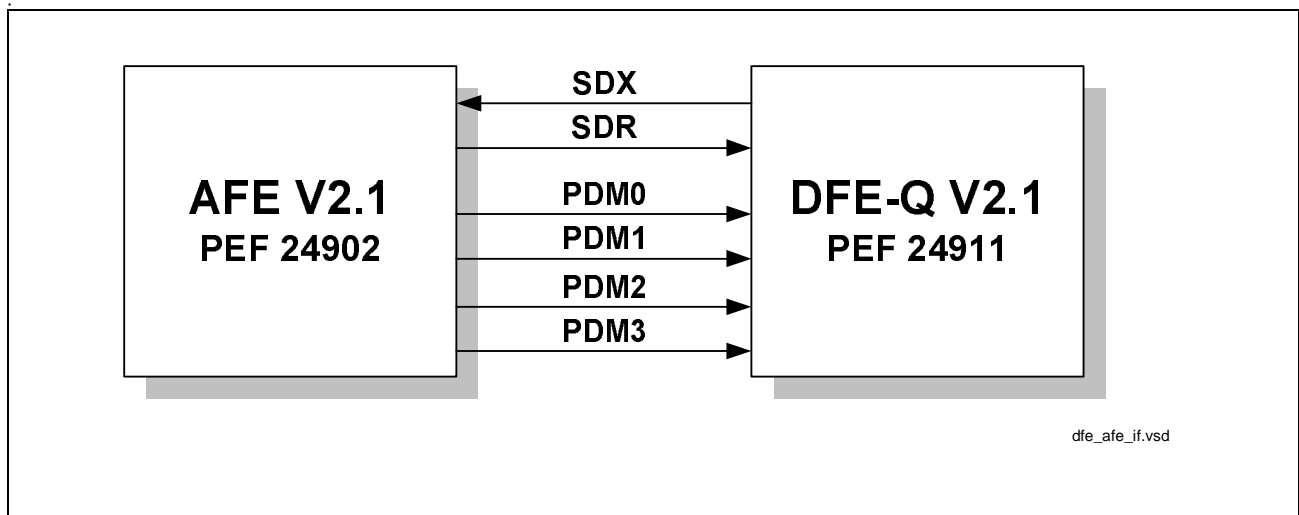 SDX
SDR
AFE V2.1
PEF 24902
PDM0
PDM1
PDM2
PDM3
DFE-Q V2.1
PEF 24911
dfe_afe_if.vsd